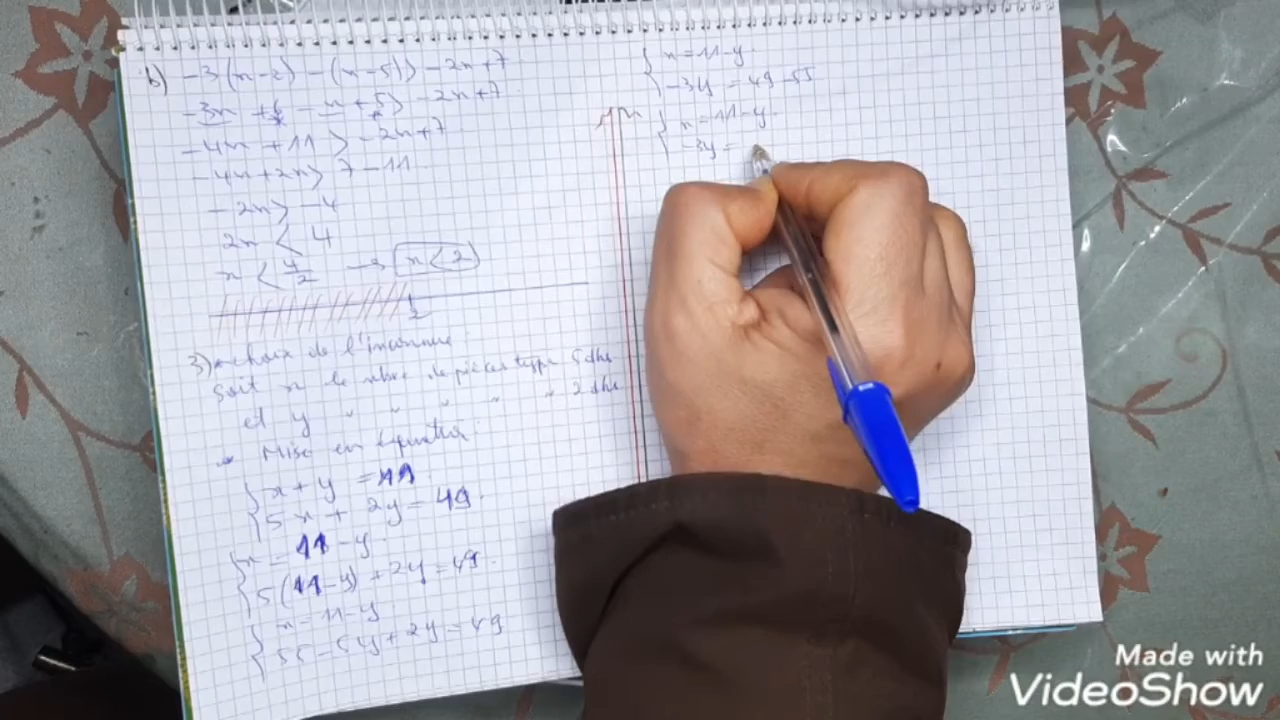 b) -3(x-2) - (x-5) > -2x+7
-3x +6 - x +5 > -2x+7
-4x +11 > -2x+7
-4x+2x > 7-11
-2x > -4
2x < 4
x < 4/2 → x < 2
2
3) choix de l'inconnue:
Soit x le nbre de pièces type 5 dhs
et y " " " " " 2 dhs
* Mise en équation:
{ x + y = 11
5x + 2y = 49.
{ x = 11 - y
5(11-y) + 2y = 49.
{ x = 11-y
55 - 5y + 2y = 49
{ x = 11-y
-3y = 49-55
{ x = 11-y.
-3y =
Made with
VideoShow